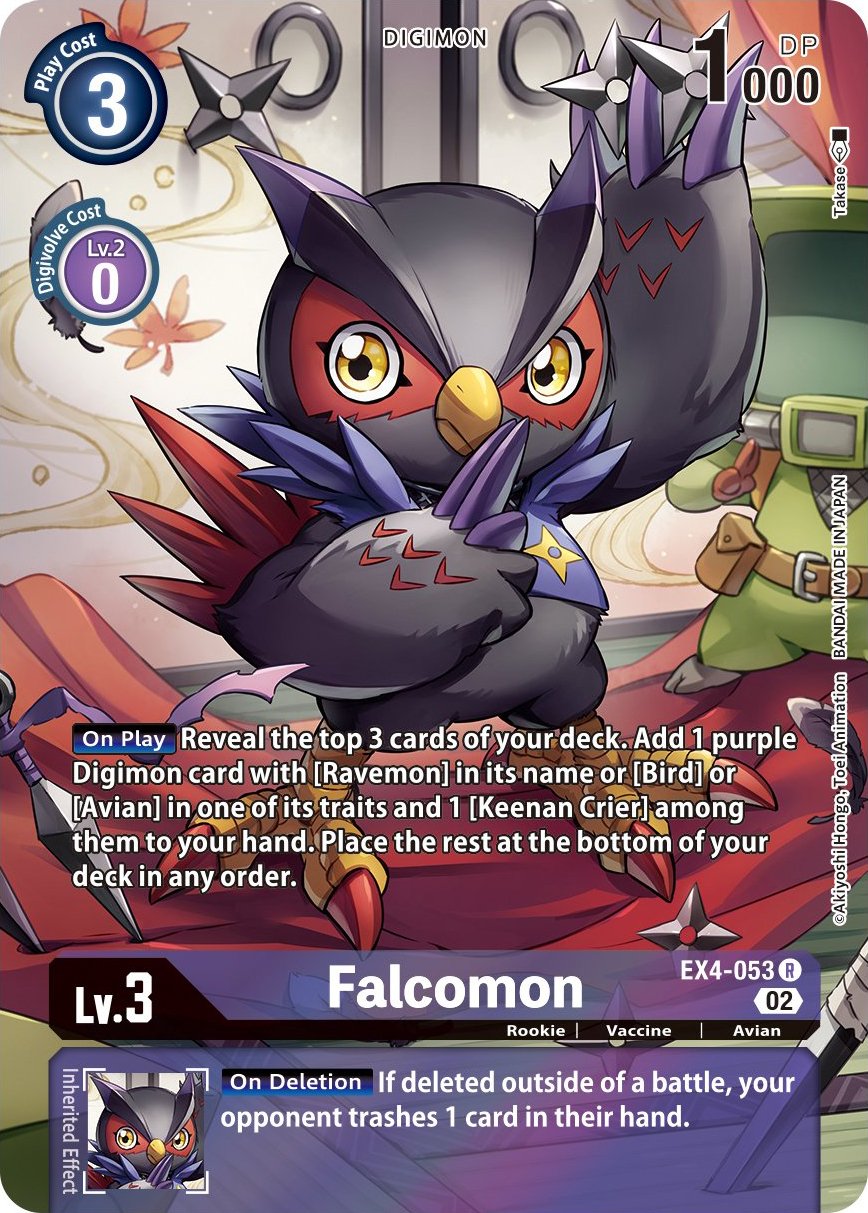 DIGIMON
Play Cost
3
DP
1000
Digivolve Cost
Lv.2
0
Takase
BANDAI MADE IN JAPAN
©Akiyoshi Hongo, Toei Animation
On Play Reveal the top 3 cards of your deck. Add 1 purple
Digimon card with [Ravemon] in its name or [Bird] or
[Avian] in one of its traits and 1 [Keenan Crier] among
them to your hand. Place the rest at the bottom of your
deck in any order.
Lv.3
Falcomon
EX4-053 R
02
Rookie | Vaccine | Avian
Inherited Effect
On Deletion If deleted outside of a battle, your
opponent trashes 1 card in their hand.